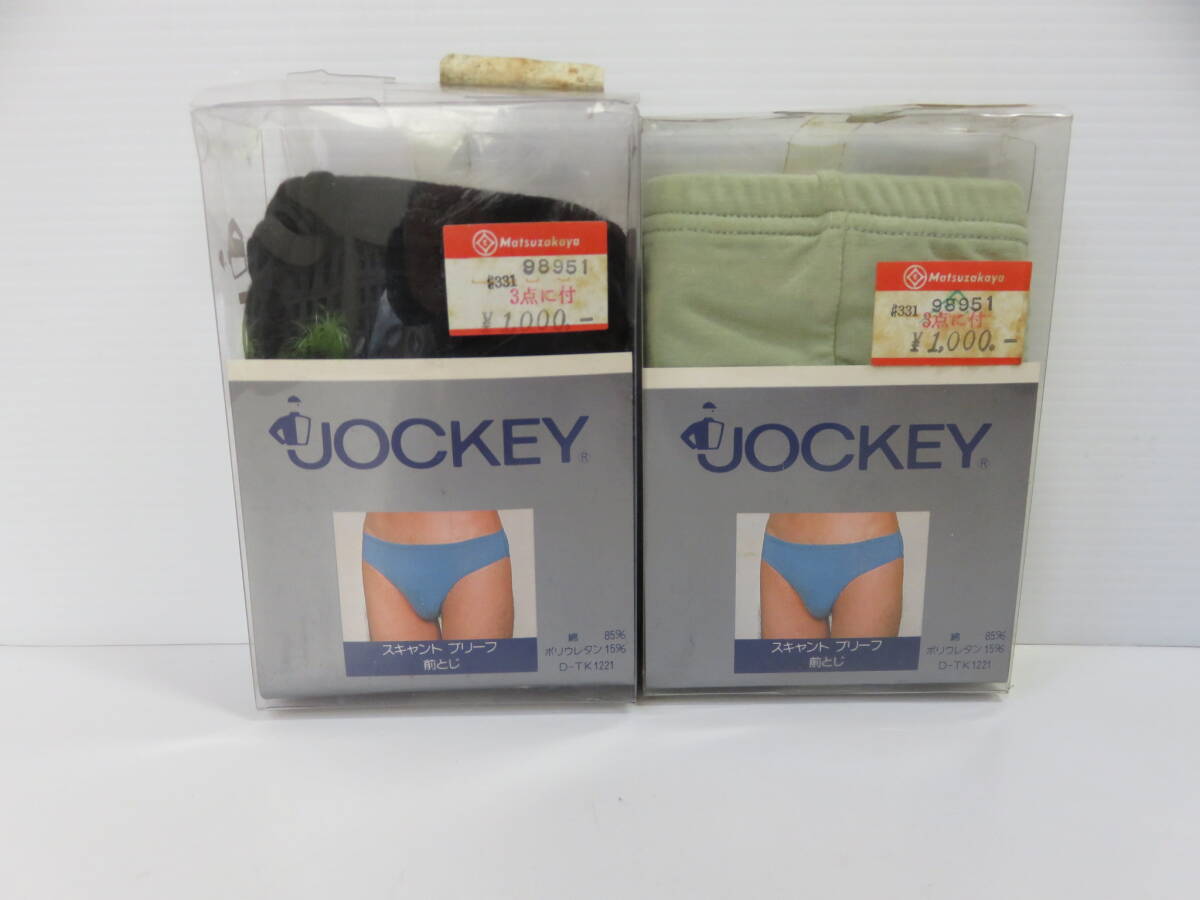 Matsuzakaya
98951
#331
3点に付
¥1,000.-
JOCKEY®
スキャント ブリーフ
前とじ
綿 85%
ポリウレタン 15%
D-TK1221
Matsuzakaya
#331 98951
3点に付
¥1,000.-
JOCKEY®
スキャント ブリーフ
前とじ
綿 85%
ポリウレタン 15%
D-TK1221